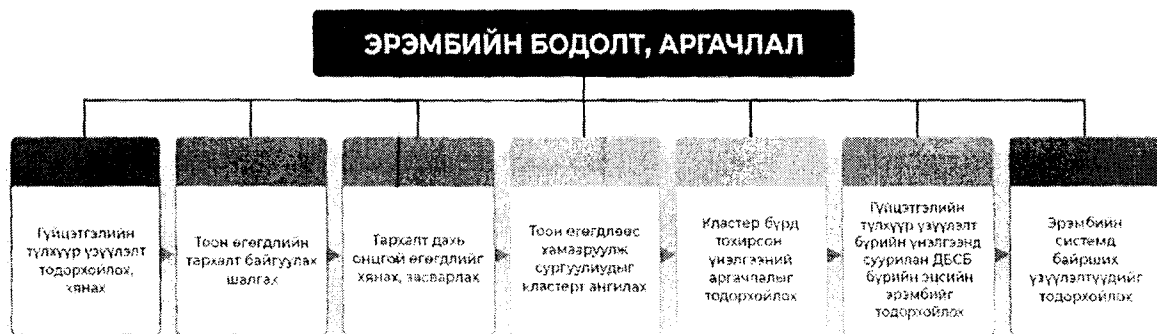 ЭРЭМБИЙН БОДОЛТ, АРГАЧЛАЛ
Гүйцэтгэлийн
түлхүүр үзүүлэлт
тодорхойлох,
хянах
Тоон өгөгдлийн
тархалт байгуулах
шалгах
Тархалт дахь
онцгой өгөгдлийг
хянах, засварлах
Тоон өгөгдлөөс
хамааруулж
сургуулиудыг
кластерт ангилах
Кластер бүрд
тохирсон
үнэлгээний
аргачлалыг
тодорхойлох
Гүйцэтгэлийн
түлхүүр үзүүлэлт
бүрийн үнэлгээнд
суурилан ДБСБ
бүрийн эцсийн
эрэмбийг
тодорхойлох
Эрэмбийн
системд
байрших
үзүүлэлтүүдийг
тодорхойлох